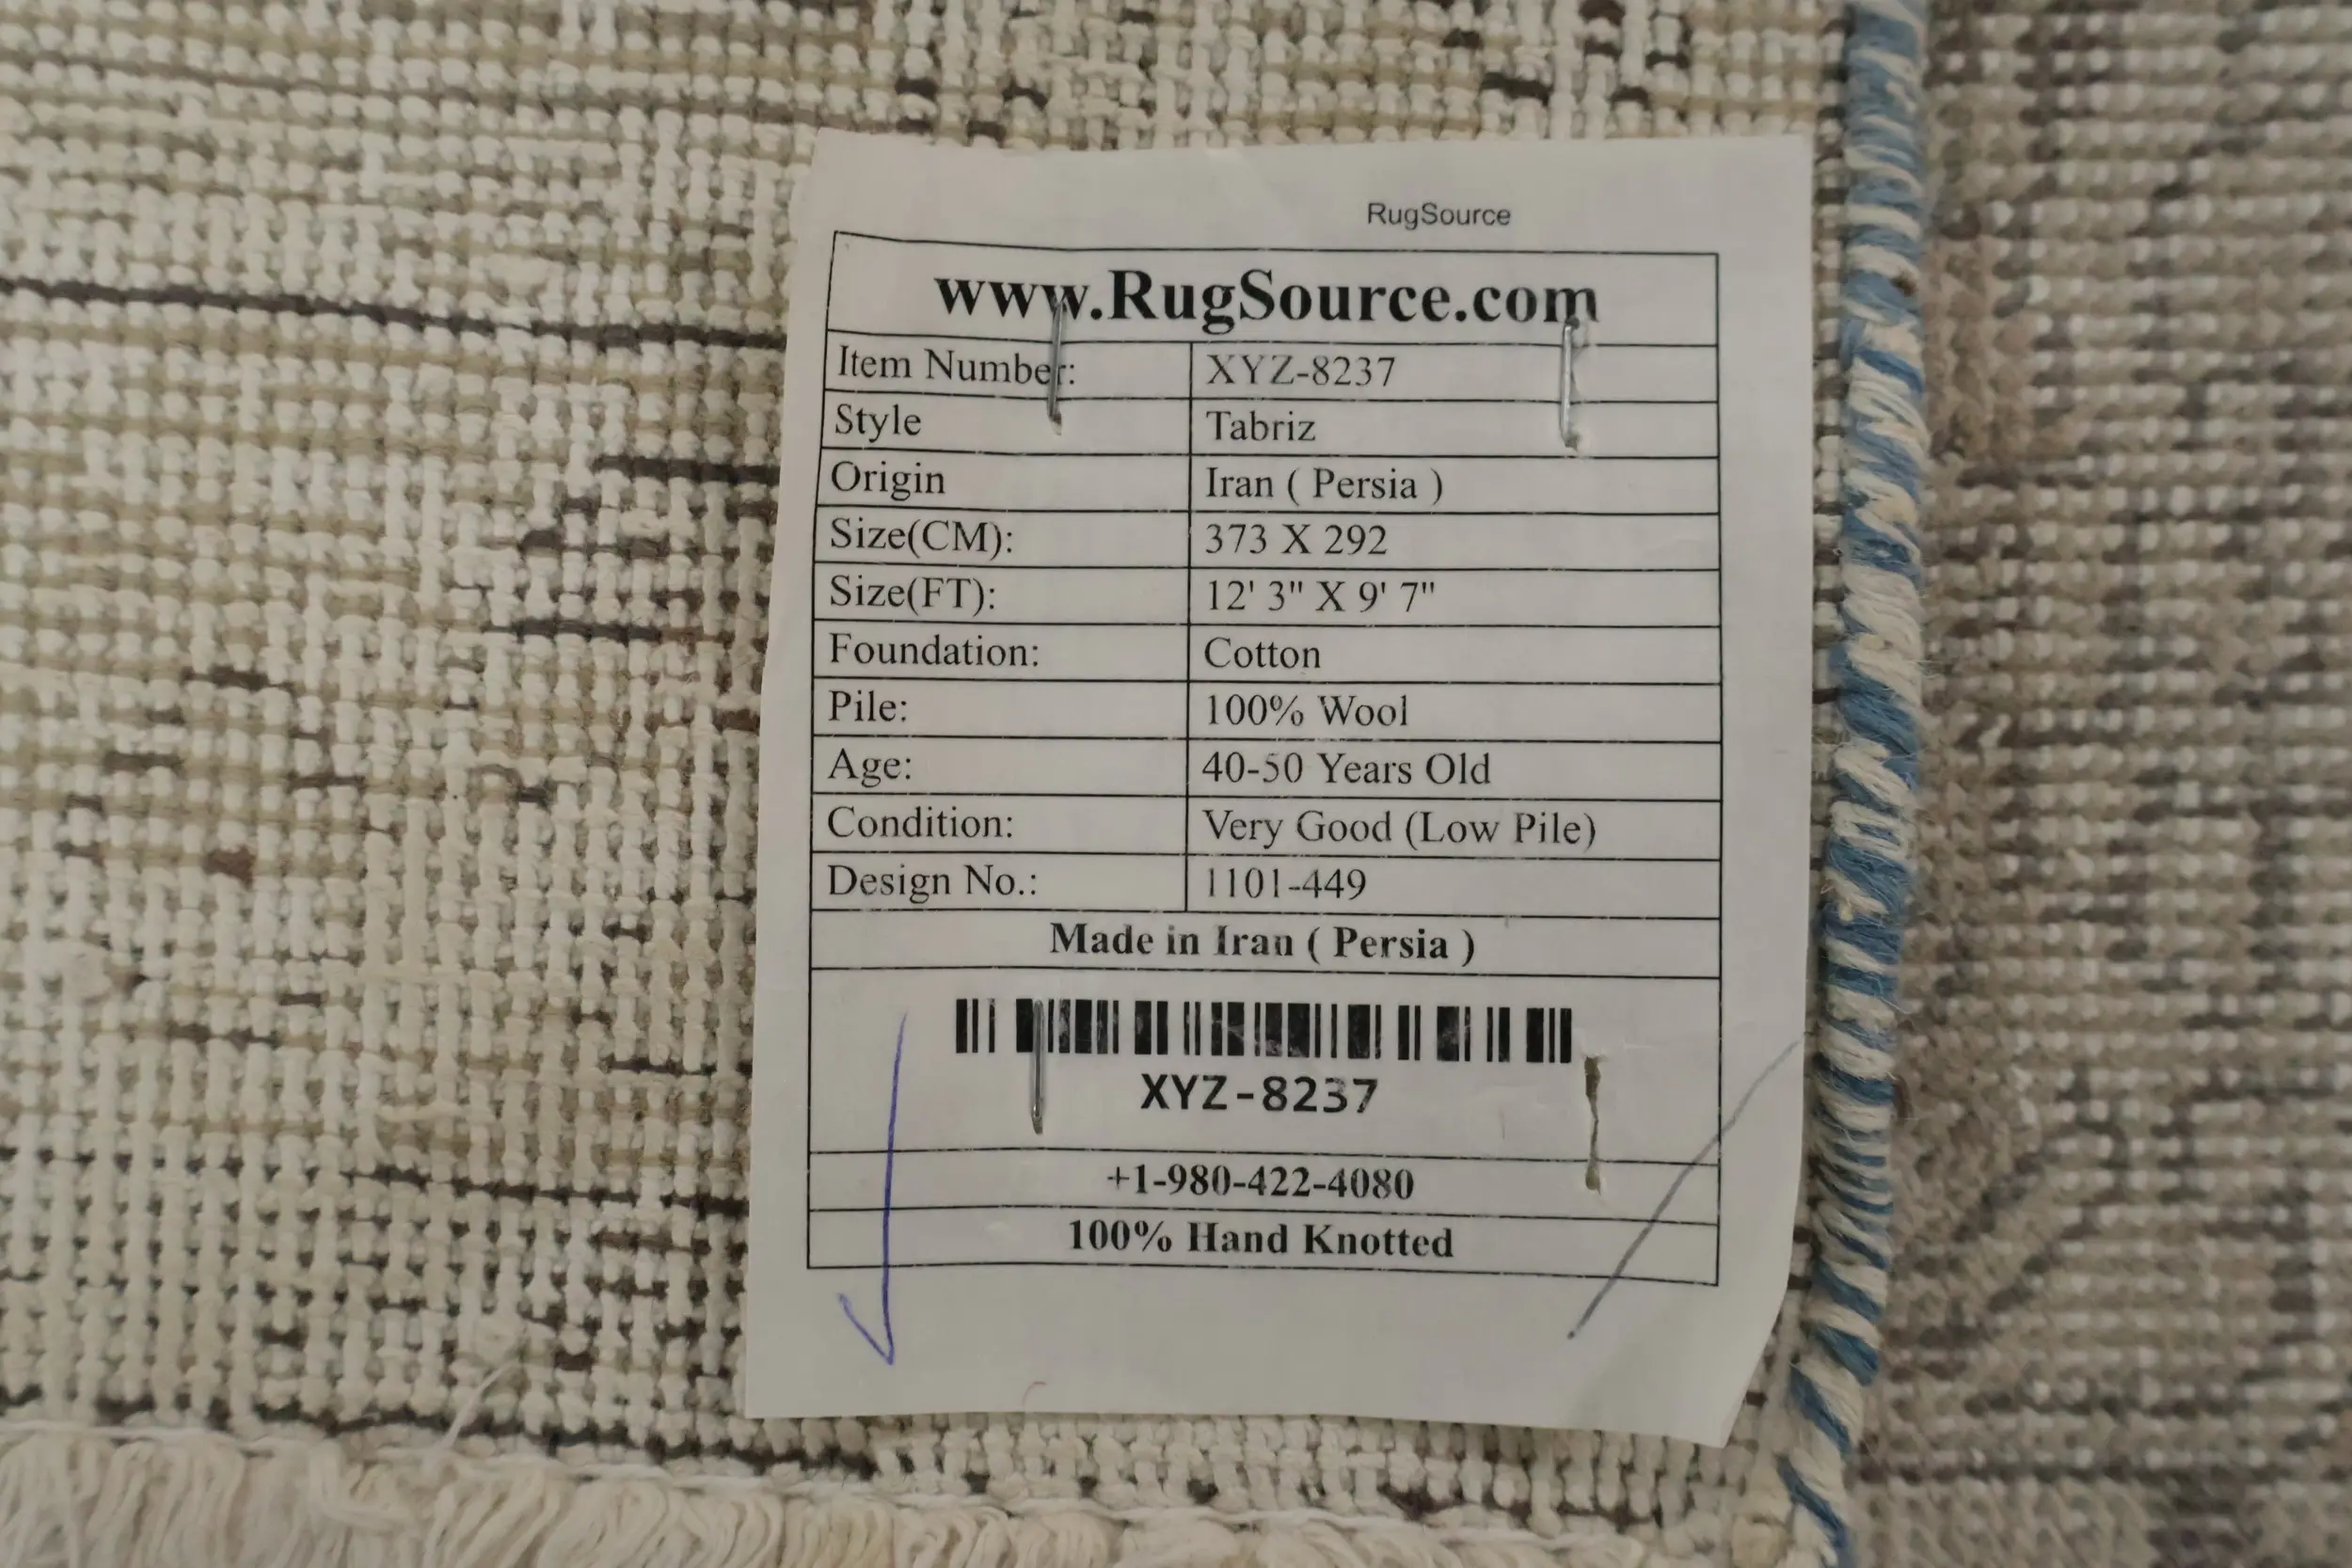 RugSource
www.RugSource.com
Item Number: XYZ-8237
Style Tabriz
Origin Iran ( Persia )
Size(CM): 373 X 292
Size(FT): 12' 3" X 9' 7"
Foundation: Cotton
Pile: 100% Wool
Age: 40-50 Years Old
Condition: Very Good (Low Pile)
Design No.: 1101-449
Made in Iran ( Persia )
XYZ-8237
+1-980-422-4080
100% Hand Knotted